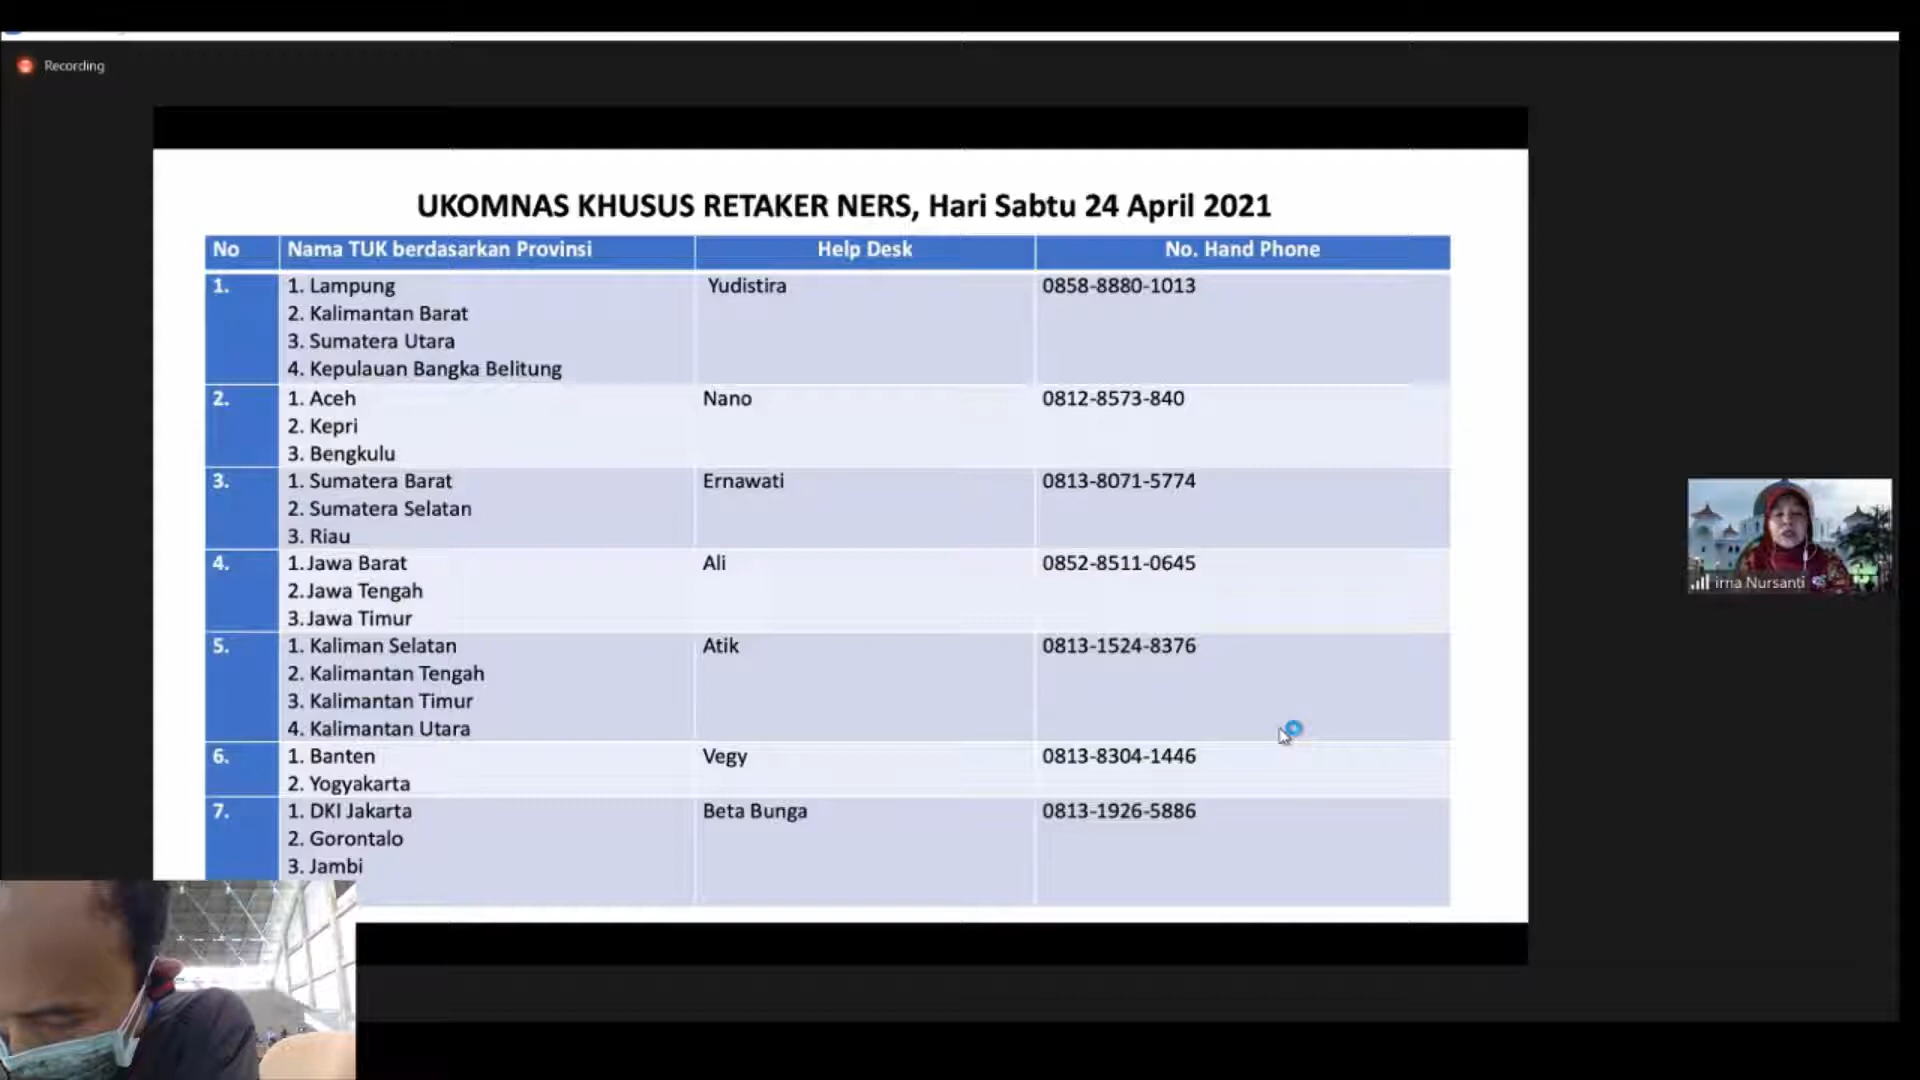 Recording
UKOMNAS KHUSUS RETAKER NERS, Hari Sabtu 24 April 2021
No Nama TUK berdasarkan Provinsi Help Desk No. Hand Phone
1. 1. Lampung Yudistira 0858-8880-1013
2. Kalimantan Barat
3. Sumatera Utara
4. Kepulauan Bangka Belitung
2. 1. Aceh Nano 0812-8573-840
2. Kepri
3. Bengkulu
3. 1. Sumatera Barat Ernawati 0813-8071-5774
2. Sumatera Selatan
3. Riau
4. 1.Jawa Barat Ali 0852-8511-0645
2.Jawa Tengah
3.Jawa Timur
5. 1. Kaliman Selatan Atik 0813-1524-8376
2. Kalimantan Tengah
3. Kalimantan Timur
4. Kalimantan Utara
6. 1. Banten Vegy 0813-8304-1446
2. Yogyakarta
7. 1. DKI Jakarta Beta Bunga 0813-1926-5886
2. Gorontalo
3. Jambi
irna Nursanti